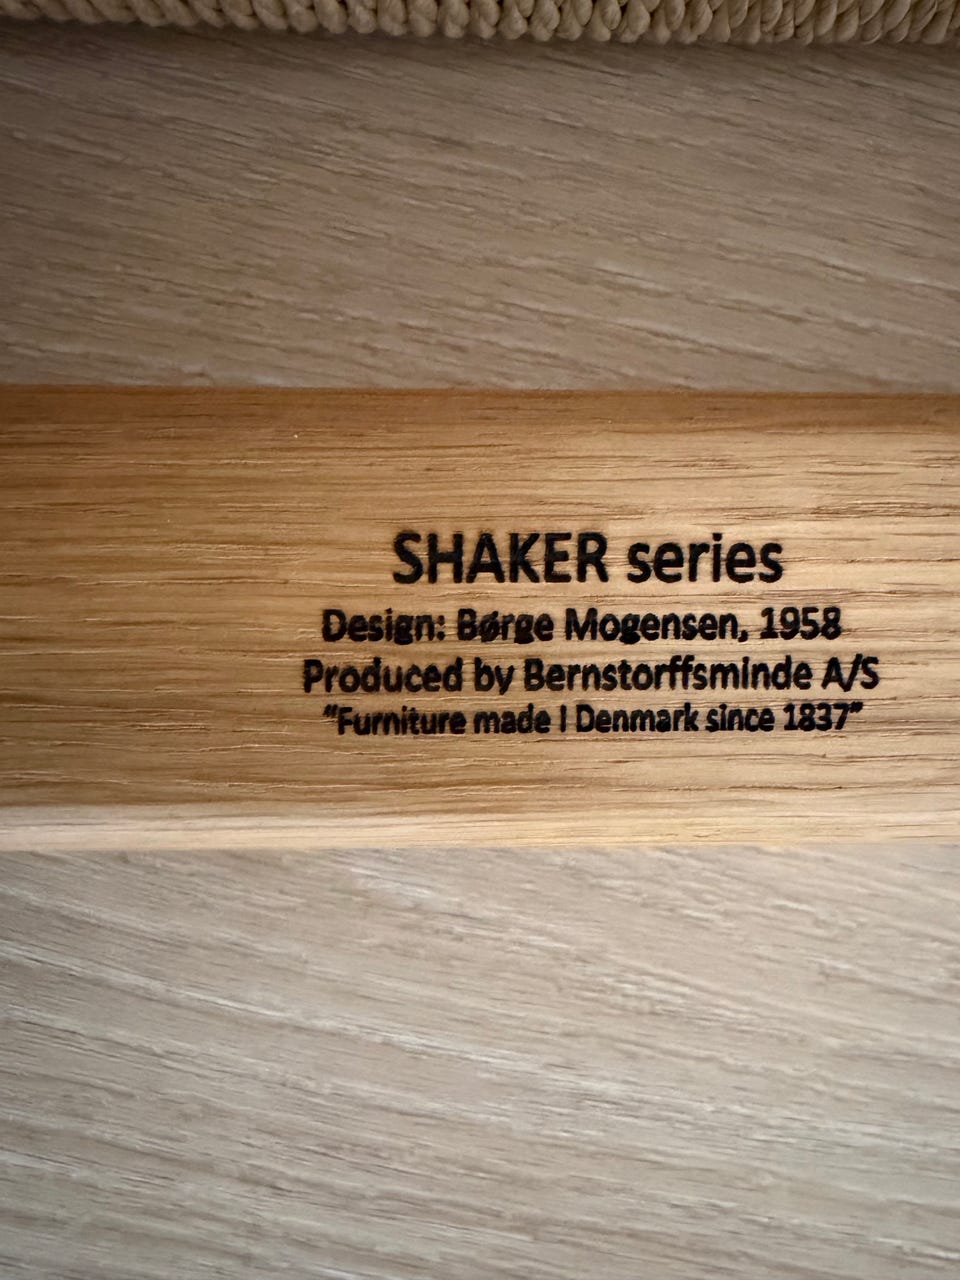 SHAKER series
Design: Børge Mogensen, 1958
Produced by Bernstorffsminde A/S
“Furniture made I Denmark since 1837”